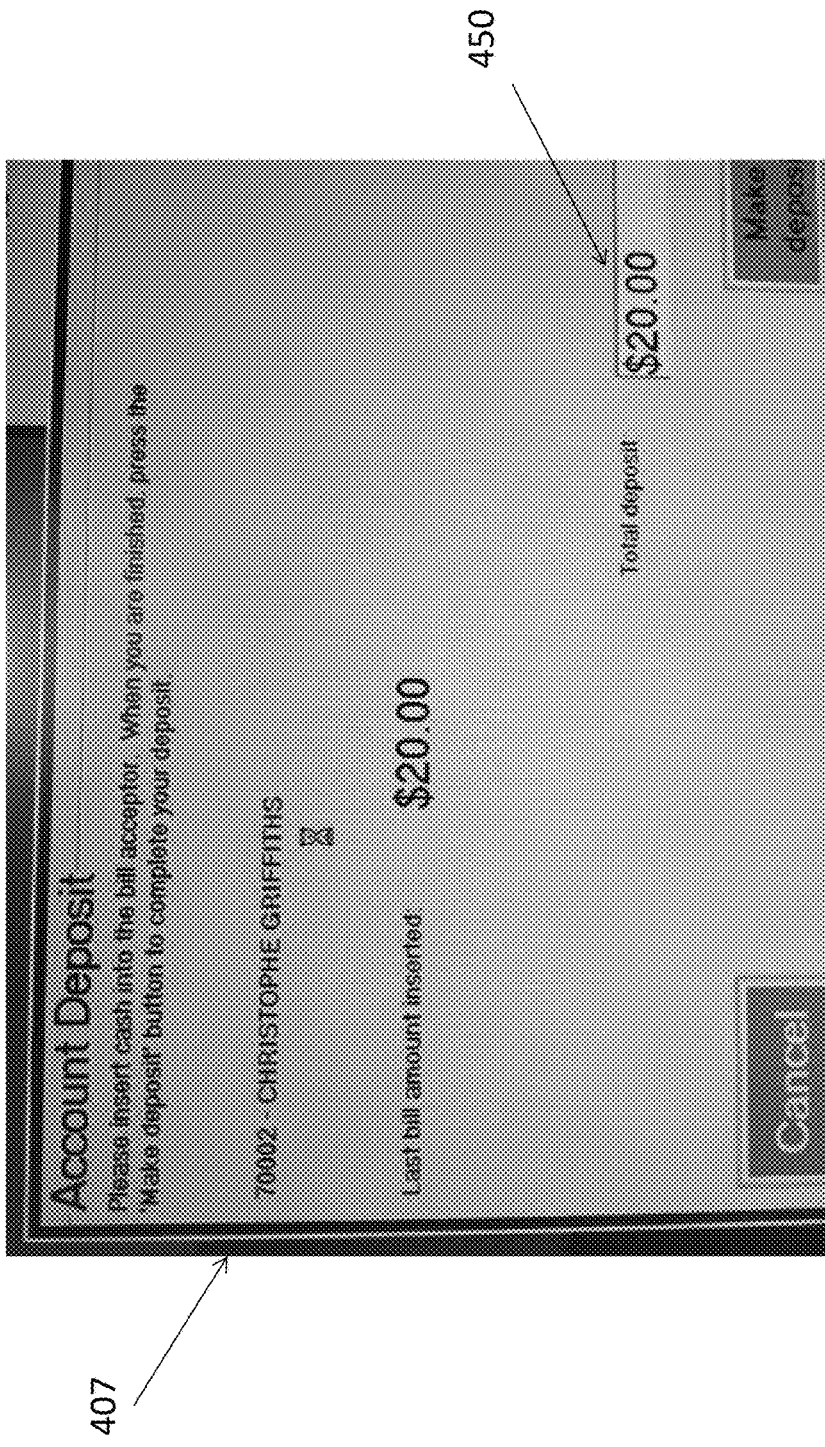 Account Deposit
Please insert cash into the bill acceptor. When you are finished, press the
"Make deposit" button to complete your deposit.
70002 - CHRISTOPHE GRIFFITHS
Last bill amount inserted:
$20.00
Total deposit
$20.00
Cancel
Make
depos
407
450